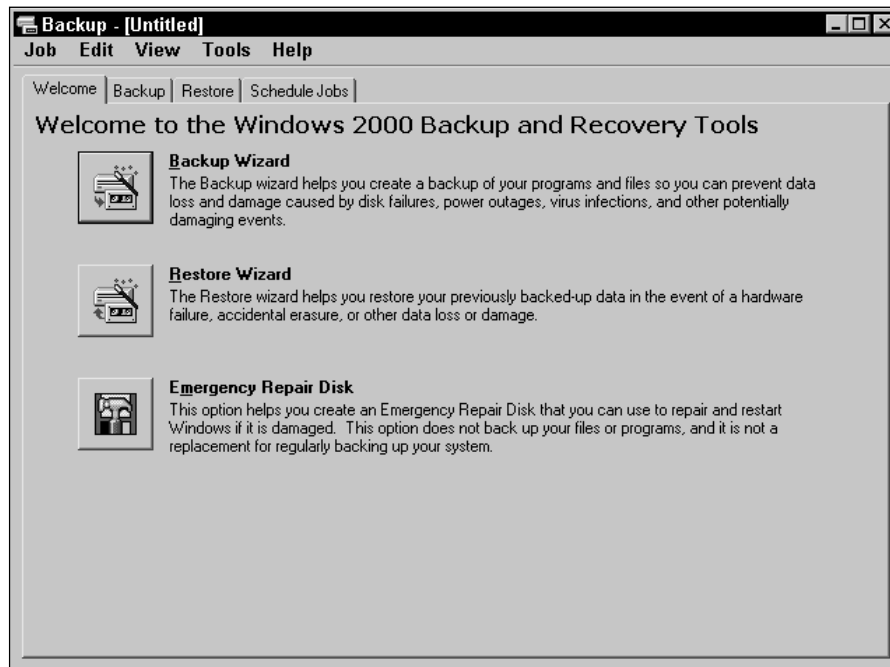 Backup - [Untitled]
Job Edit View Tools Help
Welcome Backup Restore Schedule Jobs
Welcome to the Windows 2000 Backup and Recovery Tools
Backup Wizard
The Backup wizard helps you create a backup of your programs and files so you can prevent data
loss and damage caused by disk failures, power outages, virus infections, and other potentially
damaging events.
Restore Wizard
The Restore wizard helps you restore your previously backed-up data in the event of a hardware
failure, accidental erasure, or other data loss or damage.
Emergency Repair Disk
This option helps you create an Emergency Repair Disk that you can use to repair and restart
Windows if it is damaged. This option does not back up your files or programs, and it is not a
replacement for regularly backing up your system.